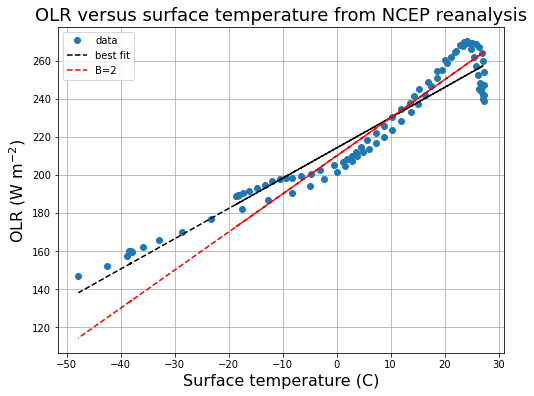 OLR versus surface temperature from NCEP reanalysis
data
best fit
B=2
OLR (W m⁻²)
260
240
220
200
180
160
140
120
−50 −40 −30 −20 −10 0 10 20 30
Surface temperature (C)